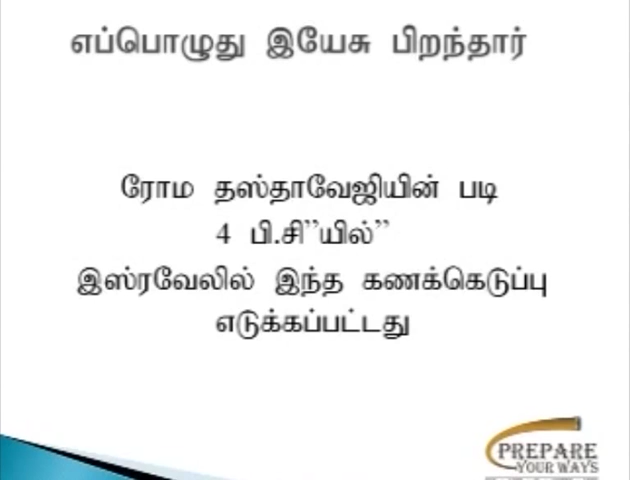 எப்பொழுது இயேசு பிறந்தார்
ரோம தஸ்தாவேஜியின் படி
4 பி.சி”யில்”
இஸ்ரவேலில் இந்த கணக்கெடுப்பு
எடுக்கப்பட்டது
PREPARE
YOUR WAYS